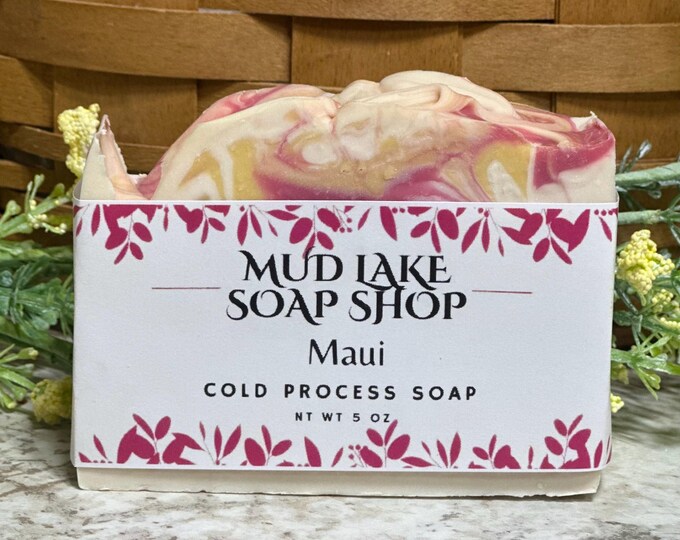 MUD LAKE
SOAP SHOP
Maui
COLD PROCESS SOAP
NT WT 5 OZ